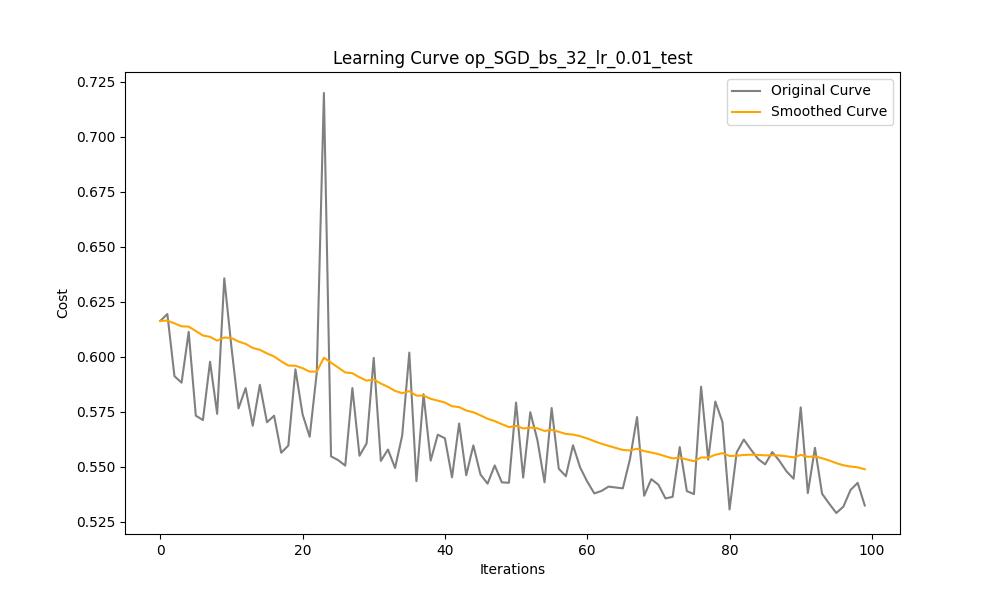 Learning Curve op_SGD_bs_32_lr_0.01_test
Original Curve
Smoothed Curve
Cost
0.725
0.700
0.675
0.650
0.625
0.600
0.575
0.550
0.525
0 20 40 60 80 100
Iterations